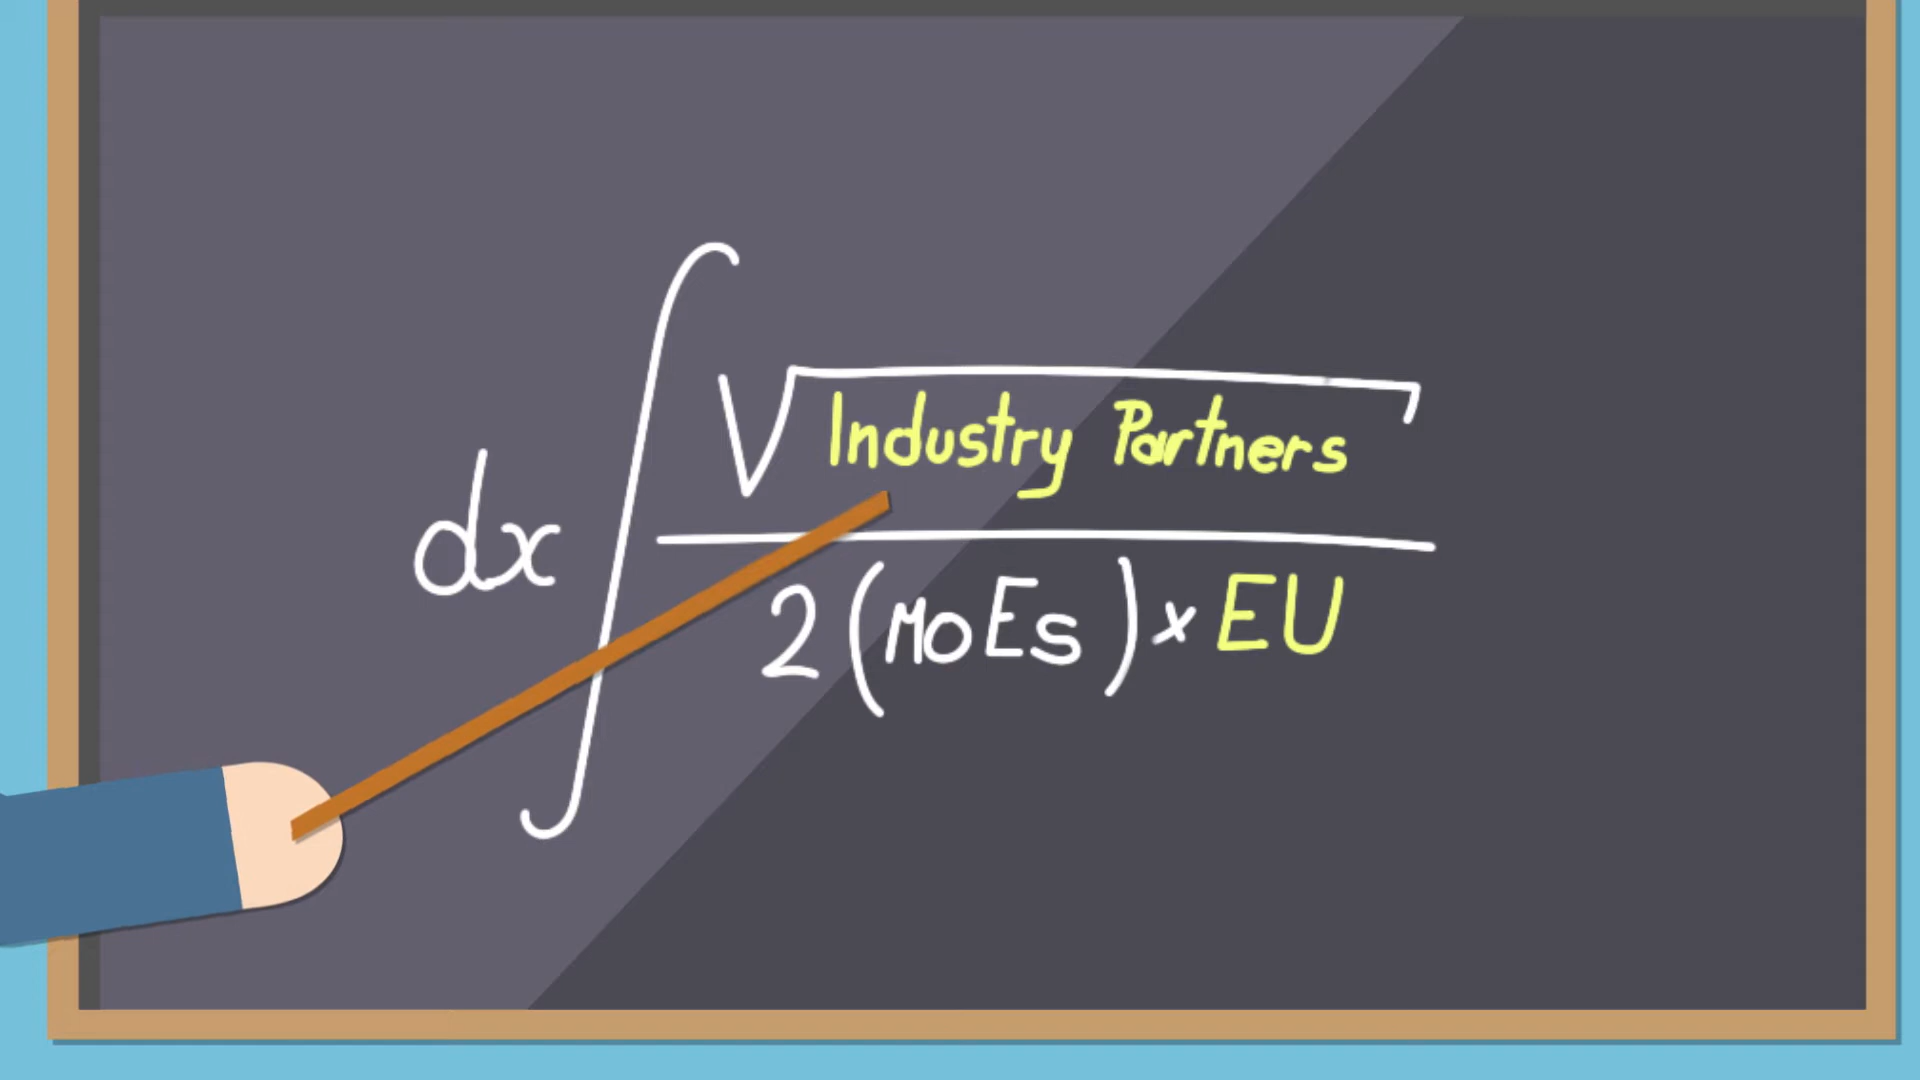 dx ∫ √Industry Partners
2 (MoEs) × EU